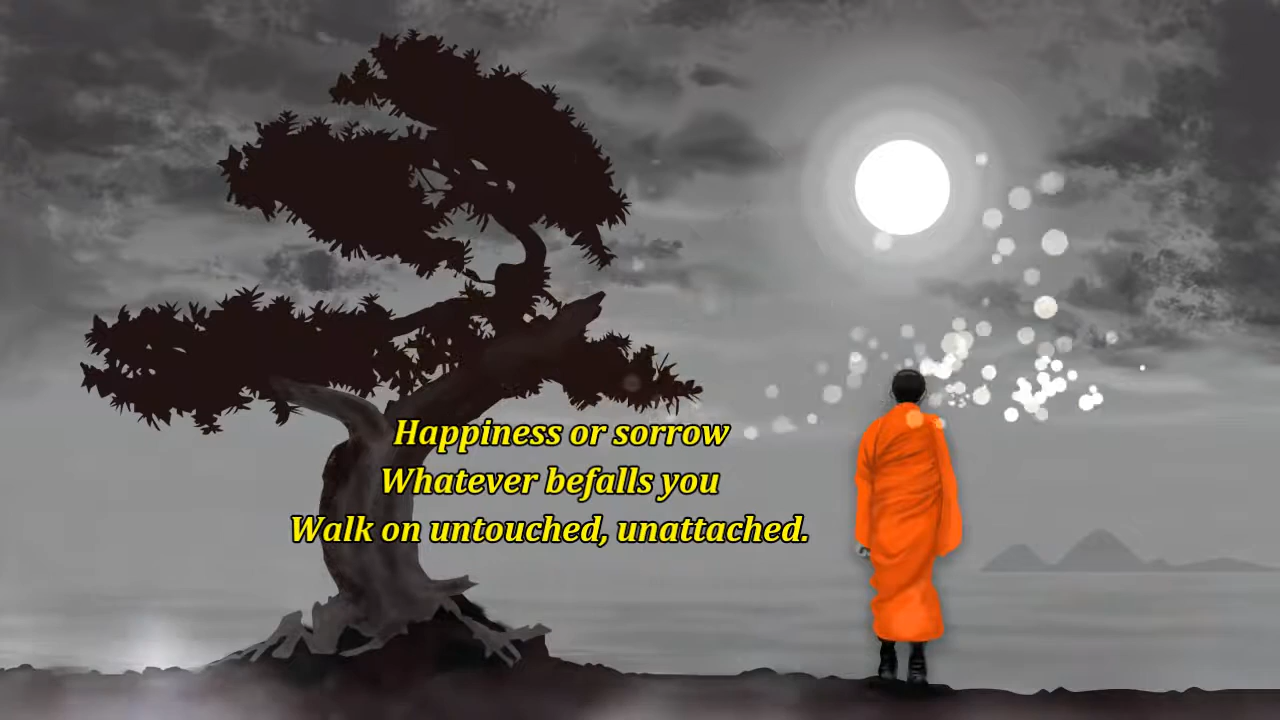 Happiness or sorrow
Whatever befalls you
Walk on untouched, unattached.